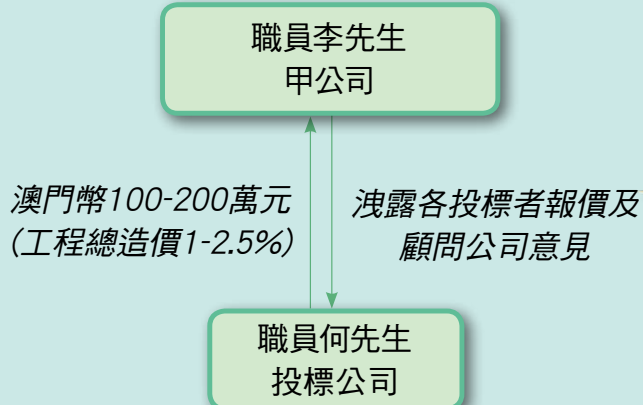 職員李先生
甲公司
澳門幣100-200萬元
(工程總造價1-2.5%)
洩露各投標者報價及
顧問公司意見
職員何先生
投標公司